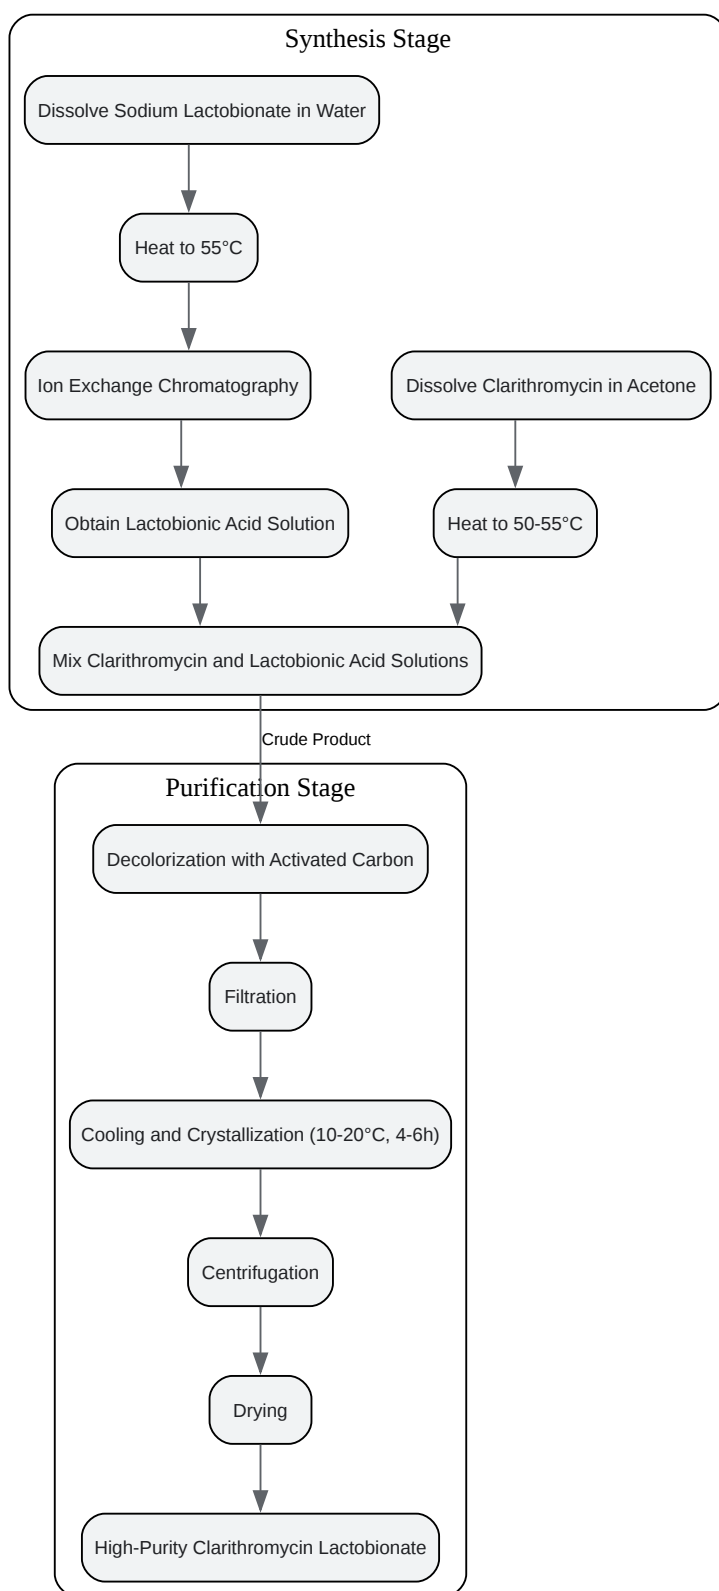 Synthesis Stage
Dissolve Sodium Lactobionate in Water
Heat to 55°C
Ion Exchange Chromatography
Dissolve Clarithromycin in Acetone
Obtain Lactobionic Acid Solution
Heat to 50-55°C
Mix Clarithromycin and Lactobionic Acid Solutions
Crude Product
Purification Stage
Decolorization with Activated Carbon
Filtration
Cooling and Crystallization (10-20°C, 4-6h)
Centrifugation
Drying
High-Purity Clarithromycin Lactobionate